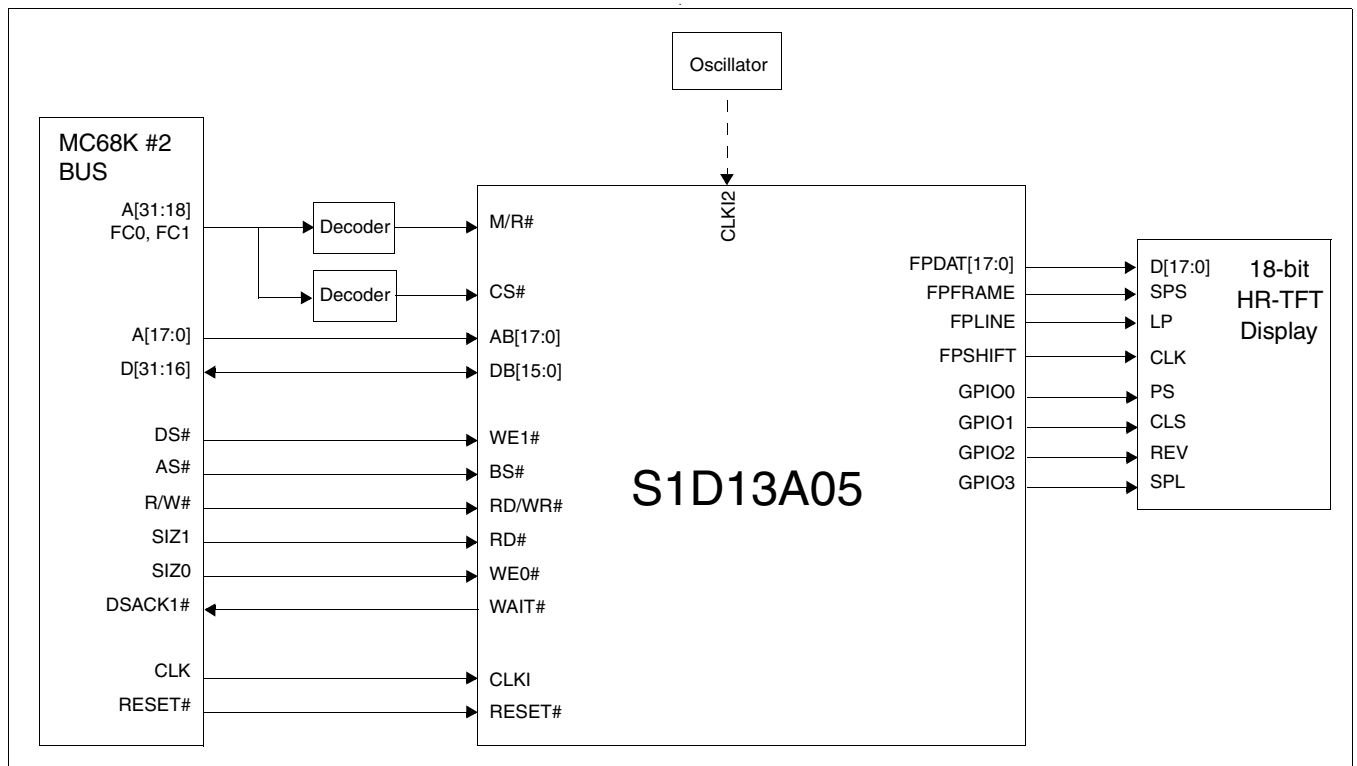 Oscillator
MC68K #2
BUS
A[31:18]
FC0, FC1
Decoder
Decoder
A[17:0]
D[31:16]
DS#
AS#
R/W#
SIZ1
SIZ0
DSACK1#
CLK
RESET#
M/R#
CS#
AB[17:0]
DB[15:0]
WE1#
BS#
RD/WR#
RD#
WE0#
WAIT#
CLKI
RESET#
CLKI2
S1D13A05
FPDAT[17:0]
FPFRAME
FPLINE
FPSHIFT
GPIO0
GPIO1
GPIO2
GPIO3
D[17:0]
SPS
LP
CLK
PS
CLS
REV
SPL
18-bit
HR-TFT
Display